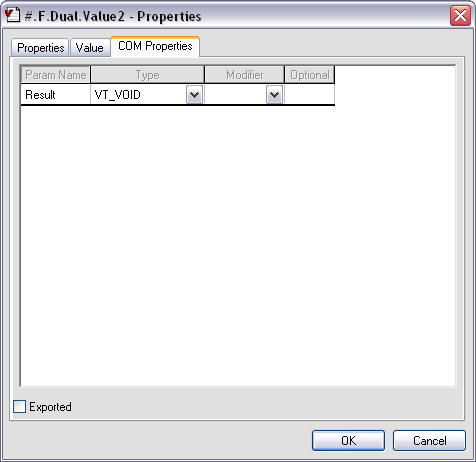 #.F.Dual.Value2 - Properties
Properties Value COM Properties
Param Name Type Modifier Optional
Result VT_VOID
Exported
OK Cancel